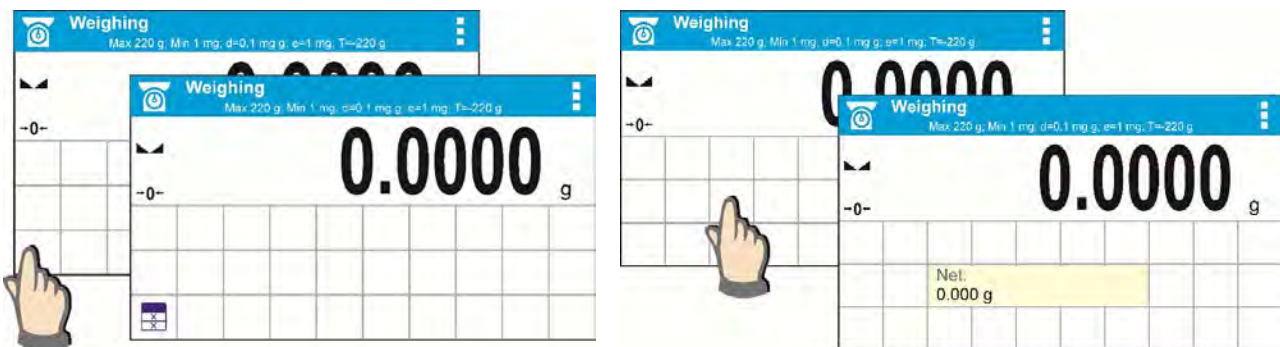 Weighing
Max 220 g; Min 1 mg; d=0.1 mg g; e=1 mg; T=-220 g
→0←
Weighing
Max 220 g; Min 1 mg; d=0.1 mg g; e=1 mg; T=-220 g
0.0000 g
→0←
Weighing
Max 220 g; Min 1 mg; d=0.1 mg g; e=1 mg; T=-220 g
0.0000
→0←
Weighing
Max 220 g; Min 1 mg; d=0.1 mg g; e=1 mg; T=-220 g
0.0000 g
→0←
Net:
0.000 g